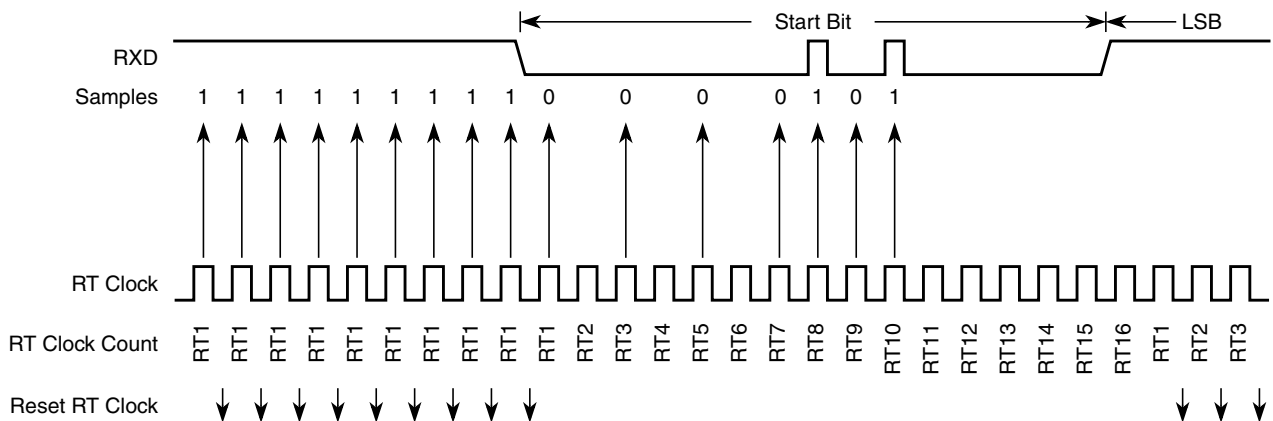 Start Bit LSB
RXD
Samples 1 1 1 1 1 1 1 1 1 0 0 0 0 1 0 1
RT Clock
RT Clock Count RT1 RT1 RT1 RT1 RT1 RT1 RT1 RT1 RT1 RT1 RT2 RT3 RT4 RT5 RT6 RT7 RT8 RT9 RT10 RT11 RT12 RT13 RT14 RT15 RT16 RT1 RT2 RT3
Reset RT Clock